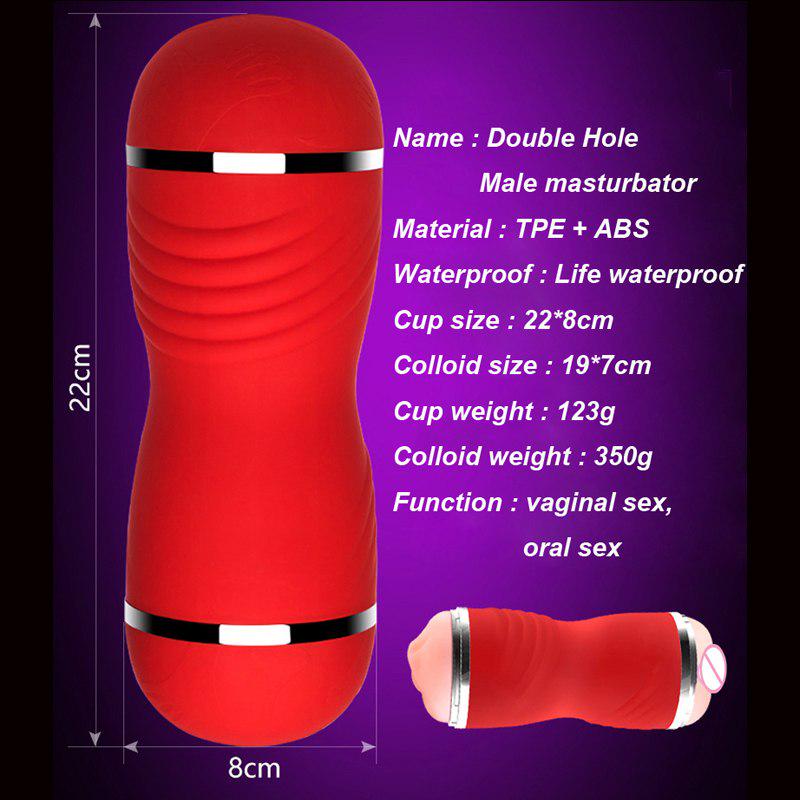 Name : Double Hole
Male masturbator
Material : TPE + ABS
Waterproof : Life waterproof
Cup size : 22*8cm
Colloid size : 19*7cm
Cup weight : 123g
Colloid weight : 350g
Function : vaginal sex,
oral sex
22cm
8cm